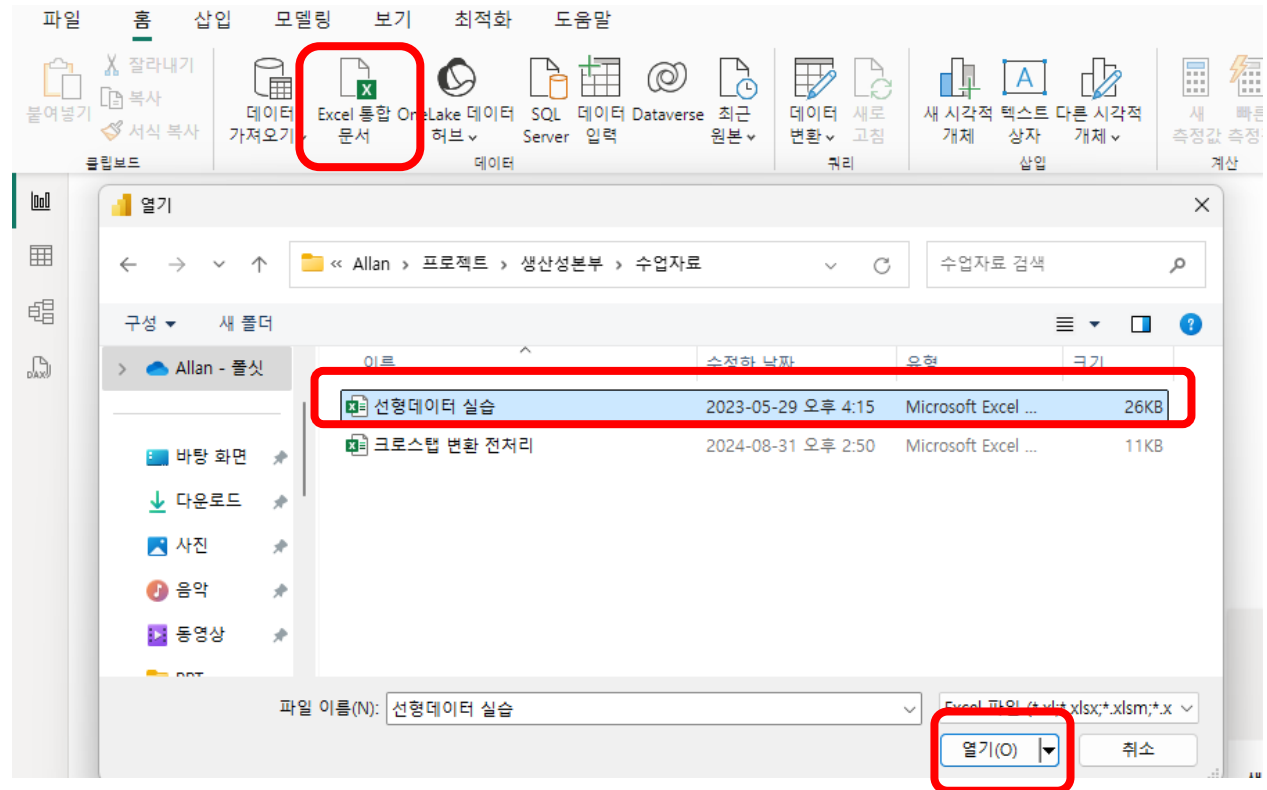 파일 홈 삽입 모델링 보기 최적화 도움말
붙여넣기
잘라내기
복사
서식 복사
데이터
가져오기
Excel 통합
문서
OneLake 데이터
허브
SQL
Server
데이터
입력
Dataverse
최근
원본
데이터
변환
새로
고침
새 시각적
개체
텍스트
상자
다른 시각적
개체
새
측정값
빠른
클립보드 데이터 쿼리 삽입 계산
DAX
열기
« Allan > 프로젝트 > 생산성본부 > 수업자료
수업자료 검색
구성 새 폴더
Allan - 폴싯
바탕 화면
다운로드
사진
음악
동영상
이름 수정한 날짜 유형 크기
선형데이터 실습 2023-05-29 오후 4:15 Microsoft Excel ... 26KB
크로스탭 변환 전처리 2024-08-31 오후 2:50 Microsoft Excel ... 11KB
파일 이름(N): 선형데이터 실습
Excel 파일 (*.xl;*.xlsx;*.xlsm;*.x
열기(O) 취소